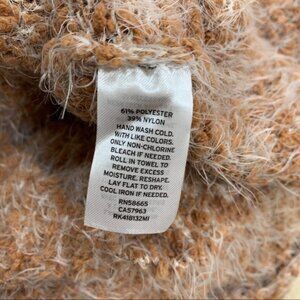 61% POLYESTER
39% NYLON
HAND WASH COLD.
WITH LIKE COLORS.
ONLY NON-CHLORINE
BLEACH IF NEEDED.
ROLL IN TOWEL TO
REMOVE EXCESS
MOISTURE. RESHAPE.
LAY FLAT TO DRY.
COOL IRON IF NEEDED.
RN58665
CA57963
RK418132MI